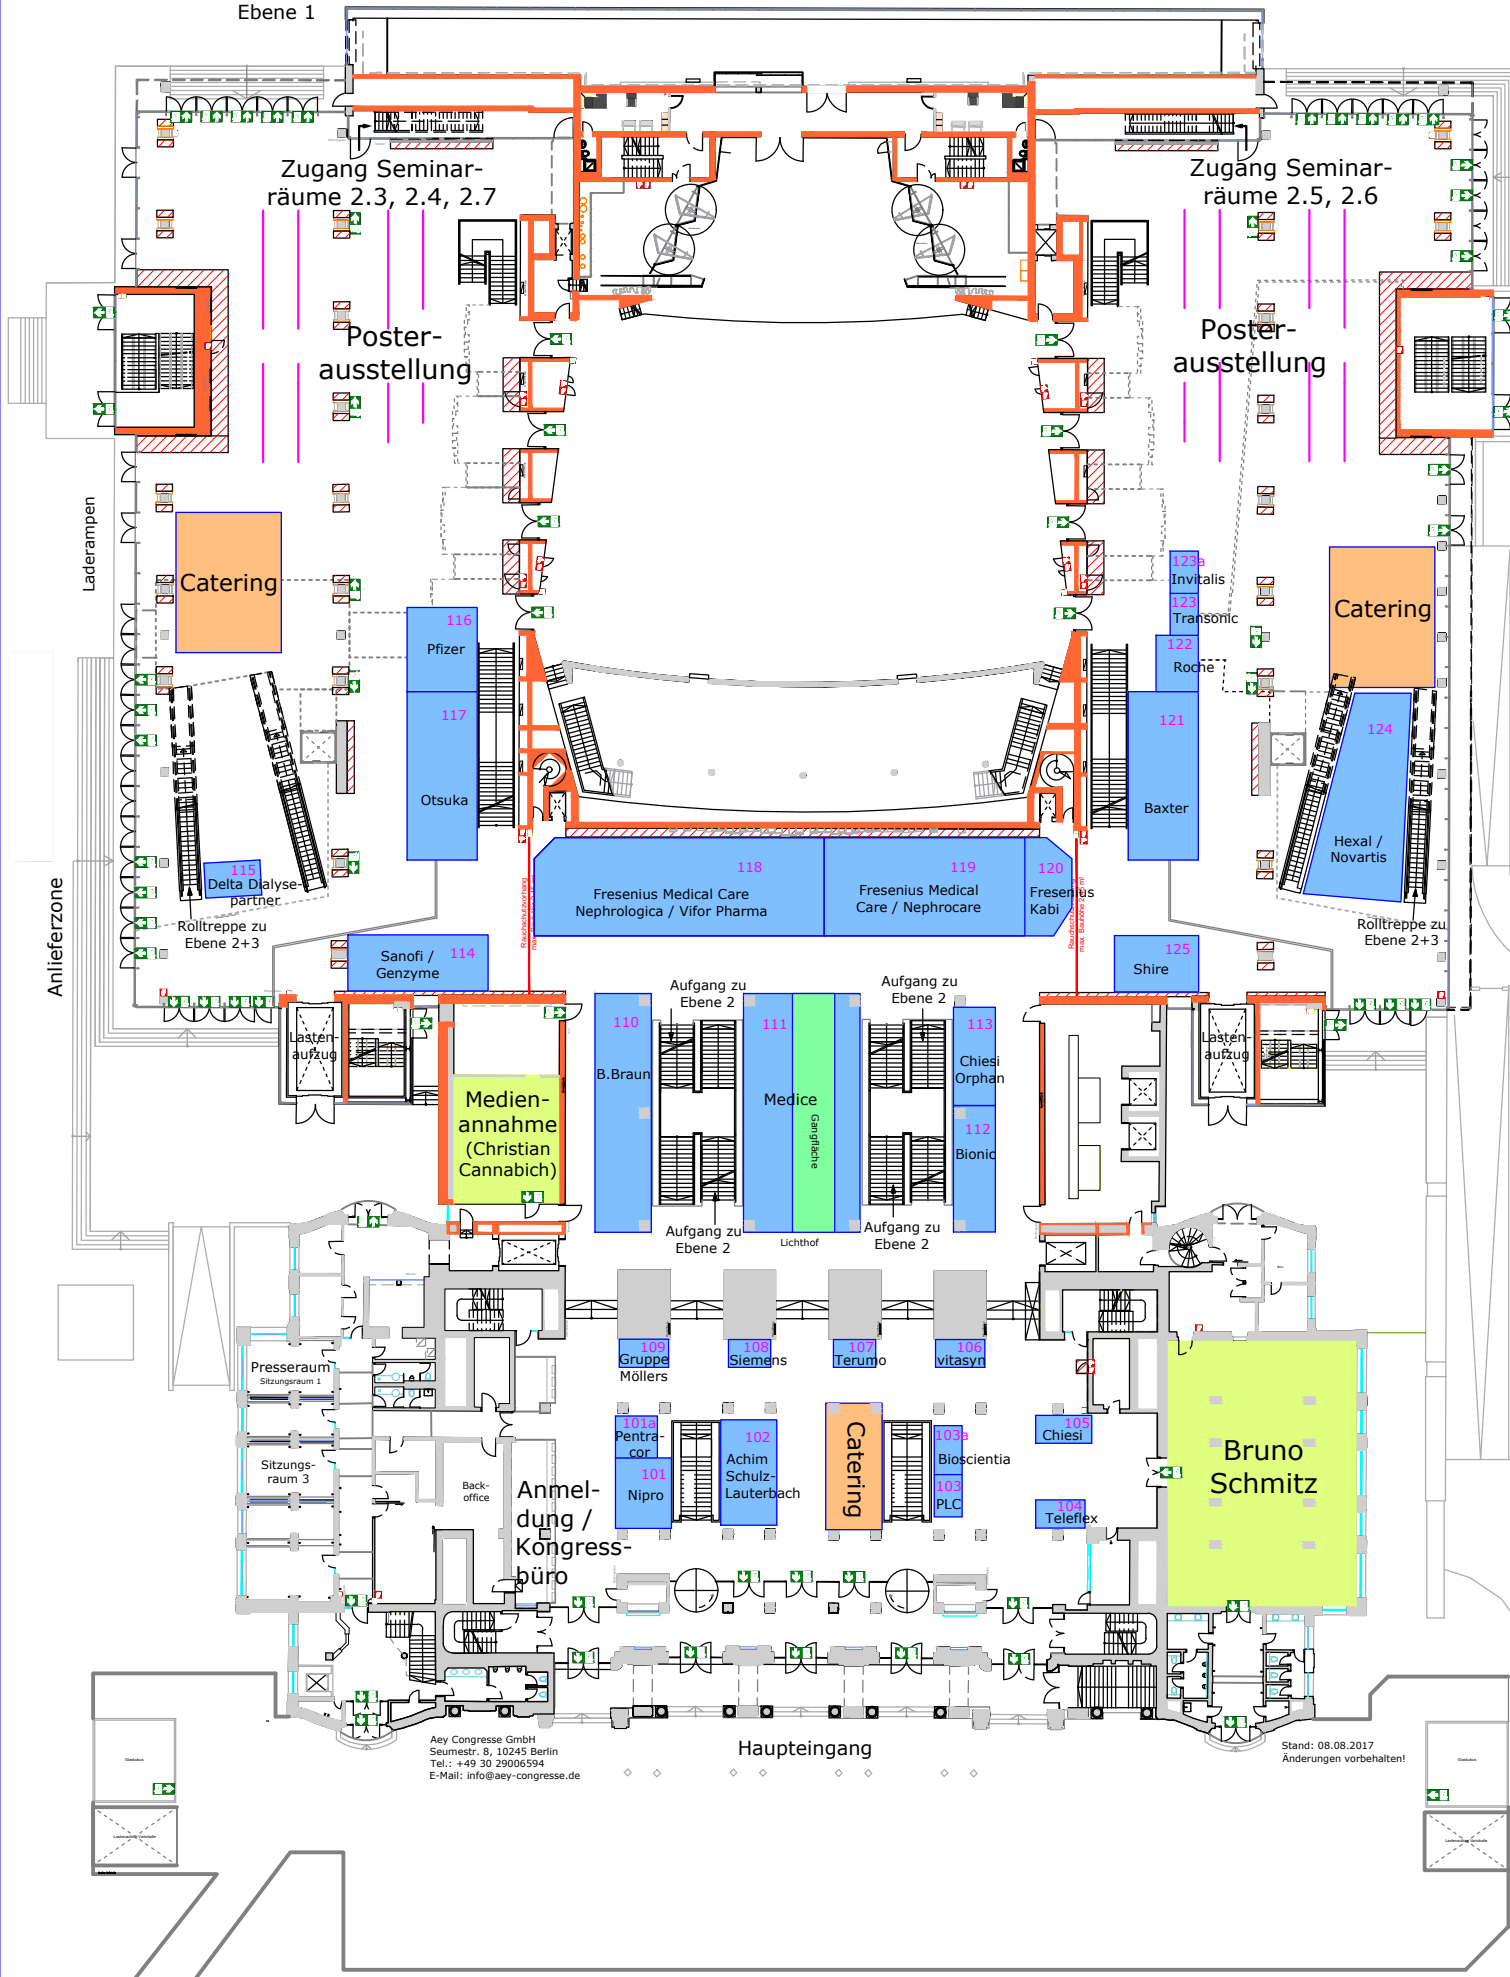 Ebene 1
Zugang Seminar-
räume 2.3, 2.4, 2.7
Zugang Seminar-
räume 2.5, 2.6
Poster-
ausstellung
Poster-
ausstellung
Laderampen
Catering
123a
Invitalis
123
Transonic
Catering
116
Pfizer
122
Roche
117
Otsuka
121
Baxter
124
Hexal /
Novartis
115
Delta Dialyse-
partner
118
Fresenius Medical Care
Nephrologica / Vifor Pharma
119
Fresenius Medical
Care / Nephrocare
120
Fresenius
Kabi
Rauchschutzvorhang
Anlieferzone
Rolltreppe zu
Ebene 2+3
Rolltreppe zu
Ebene 2+3
114
Sanofi /
Genzyme
125
Shire
Aufgang zu
Ebene 2
Aufgang zu
Ebene 2
110
B.Braun
111
Medice
Gangfläche
113
Chiesi
Orphan
112
Bionic
Lasten-
aufzug
Lasten-
aufzug
Medien-
annahme
(Christian
Cannabich)
Aufgang zu
Ebene 2
Aufgang zu
Ebene 2
Lichthof
109
Gruppe
Möllers
108
Siemens
107
Terumo
106
vitasyn
Presseraum
Sitzungsraum 1
Sitzungs-
raum 3
Back-
office
Anmel-
dung /
Kongress-
büro
101a
Pentra-
cor
101
Nipro
102
Achim
Schulz-
Lauterbach
Catering
103a
Bioscientia
103
PLC
105
Chiesi
104
Teleflex
Bruno
Schmitz
Aey Congresse GmbH
Seumestr. 8, 10245 Berlin
Tel.: +49 30 29006594
E-Mail: info@aey-congresse.de
Haupteingang
Stand: 08.08.2017
Änderungen vorbehalten!